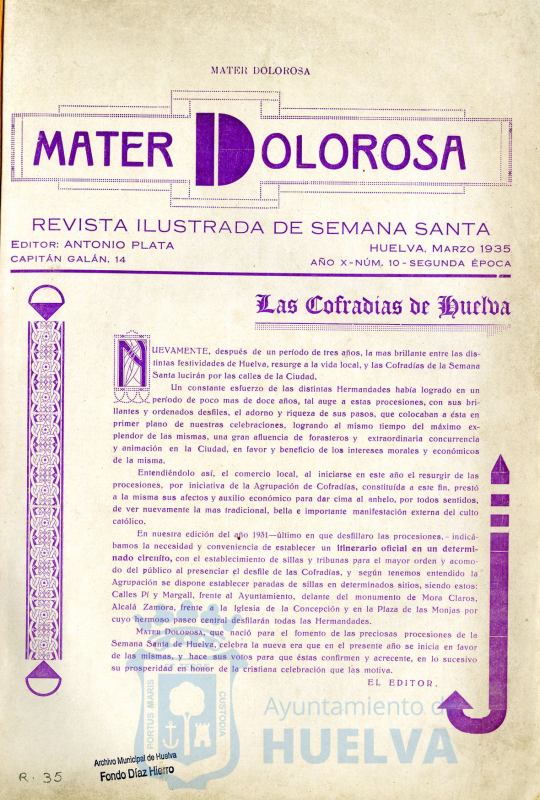 MATER DOLOROSA
MATER DOLOROSA
REVISTA ILUSTRADA DE SEMANA SANTA
EDITOR: ANTONIO PLATA
HUELVA, MARZO 1935
CAPITÁN GALÁN, 14
AÑO X-NÚM. 10 - SEGUNDA ÉPOCA
Las Cofradias de Huelva
NUEVAMENTE, después de un período de tres años, la mas brillante entre las dis-
tintas festividades de Huelva, resurge a la vida local, y las Cofradías de la Semana
Santa lucirán por las calles de la Ciudad.
Un constante esfuerzo de las distintas Hermandades había logrado en un
período de poco mas de doce años, tal auge a estas procesiones, con sus bri-
llantes y ordenados desfiles, el adorno y riqueza de sus pasos, que colocaban a ésta en
primer plano de nuestras celebraciones, logrando al mismo tiempo del máximo ex-
plendor de las mismas, una gran afluencia de forasteros y extraordinaria concurrencia
y animación en la Ciudad, en favor y beneficio de los intereses morales y económicos
de la misma.
Entendiéndolo así, el comercio local, al iniciarse en este año el resurgir de las
procesiones, por iniciativa de la Agrupación de Cofradías, constituída a este fin, prestó
a la misma sus afectos y auxilio económico para dar cima al anhelo, por todos sentidos,
de ver nuevamente la mas tradicional, bella e importante manifestación externa del culto
católico.
En nuestra edición del año 1931—último en que desfillaro las procesiones, - indicá-
bamos la necesidad y conveniencia de establecer un itinerario oficial en un determi-
nado circuíto, con el establecimiento de sillas y tribunas para el mayor orden y acomo-
do del público al presenciar el desfile de las Cofradías, y según tenemos entendido la
Agrupación se dispone establecer paradas de sillas en determinados sitios, siendo estos:
Calles Pí y Margall, frente al Ayuntamiento, delante del monumento de Mora Claros,
Alcalá Zamora, frente a la Iglesia de la Concepción y en la Plaza de las Monjas por
cuyo hermoso paseo central desfilarán todas las Hermandades.
MATER DOLOROSA, que nació para el fomento de las preciosas procesiones de la
Semana Santa de Huelva, celebra la nueva era que en el presente año se inicia en favor
de las mismas, y hace sus votos para que éstas confirmen y acrecente, en lo sucesivo
su prosperidad en honor de la cristiana celebración que las motiva.
EL EDITOR.
PORTUS MARIS
CUSTODIA
Ayuntamiento de
HUELVA
Archivo Municipal de Huelva
Fondo Díaz Hierro
R. 35